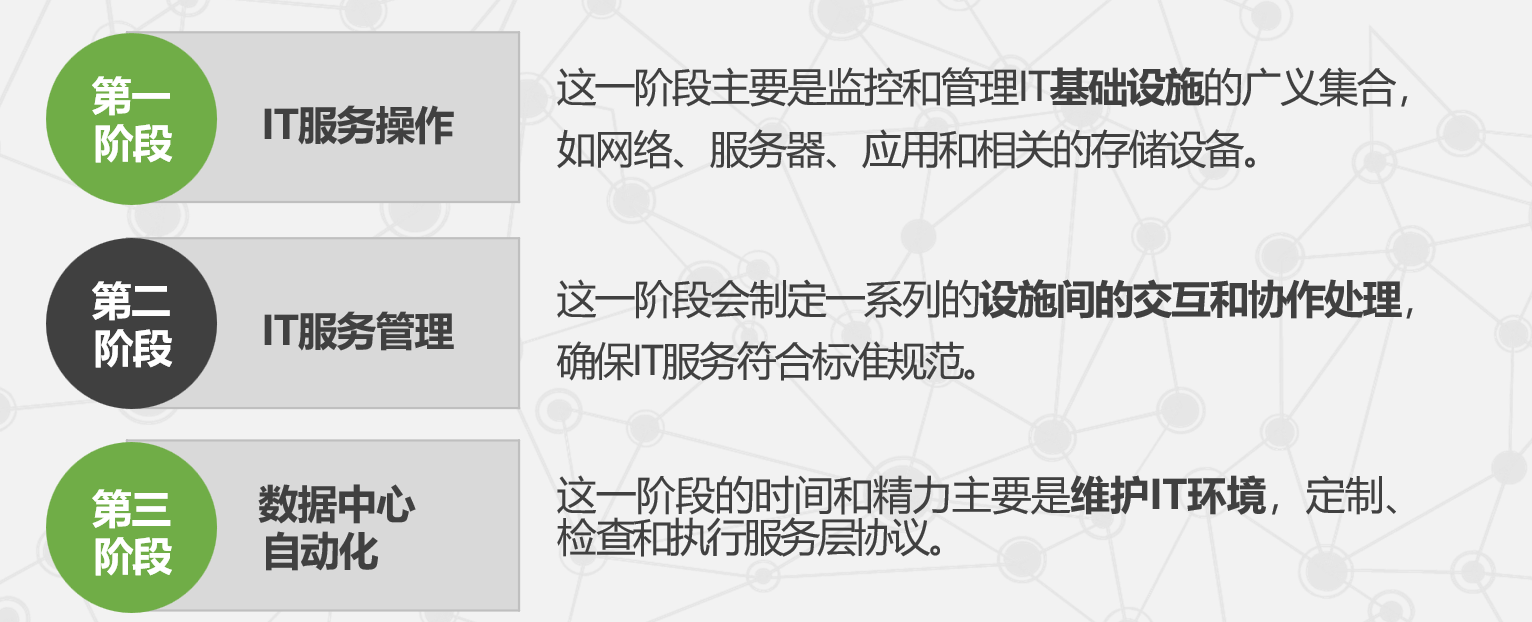 第一
阶段
IT服务操作
这一阶段主要是监控和管理IT基础设施的广义集合，
如网络、服务器、应用和相关的存储设备。
第二
阶段
IT服务管理
这一阶段会制定一系列的设施间的交互和协作处理，
确保IT服务符合标准规范。
第三
阶段
数据中心
自动化
这一阶段的时间和精力主要是维护IT环境，定制、
检查和执行服务层协议。